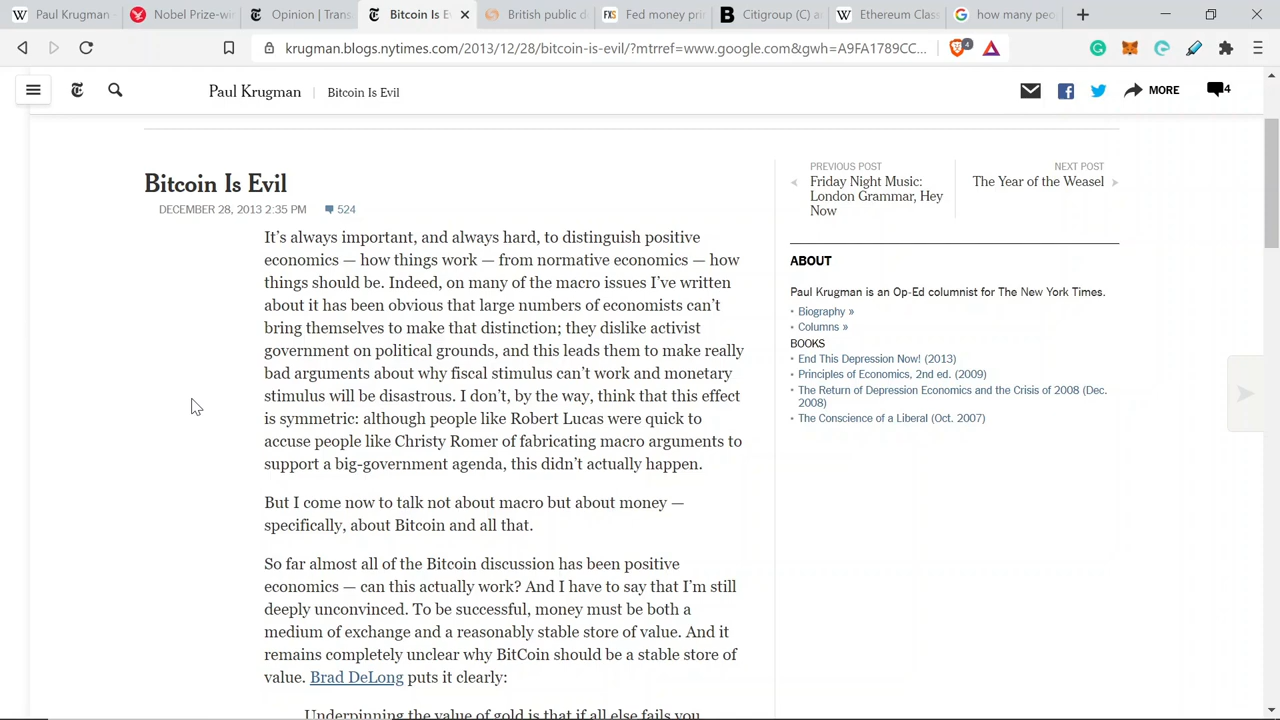 Paul Krugman -
Nobel Prize-wi
Opinion | Trans
Bitcoin Is E
British public d
Fed money pri
Citigroup (C) a
Ethereum Clas
how many peo
krugman.blogs.nytimes.com/2013/12/28/bitcoin-is-evil/?mtrref=www.google.com&gwh=A9FA1789CC...
4
Paul Krugman | Bitcoin Is Evil
MORE
4
Bitcoin Is Evil
DECEMBER 28, 2013 2:35 PM 524
It's always important, and always hard, to distinguish positive
economics — how things work — from normative economics — how
things should be. Indeed, on many of the macro issues I've written
about it has been obvious that large numbers of economists can't
bring themselves to make that distinction; they dislike activist
government on political grounds, and this leads them to make really
bad arguments about why fiscal stimulus can't work and monetary
stimulus will be disastrous. I don't, by the way, think that this effect
is symmetric: although people like Robert Lucas were quick to
accuse people like Christy Romer of fabricating macro arguments to
support a big-government agenda, this didn't actually happen.
But I come now to talk not about macro but about money —
specifically, about Bitcoin and all that.
So far almost all of the Bitcoin discussion has been positive
economics — can this actually work? And I have to say that I'm still
deeply unconvinced. To be successful, money must be both a
medium of exchange and a reasonably stable store of value. And it
remains completely unclear why BitCoin should be a stable store of
value. Brad DeLong puts it clearly:
Underpinning the value of gold is that if all else fails you
PREVIOUS POST
Friday Night Music:
London Grammar, Hey
Now
NEXT POST
The Year of the Weasel
ABOUT
Paul Krugman is an Op-Ed columnist for The New York Times.
• Biography »
• Columns »
BOOKS
• End This Depression Now! (2013)
• Principles of Economics, 2nd ed. (2009)
• The Return of Depression Economics and the Crisis of 2008 (Dec.
2008)
• The Conscience of a Liberal (Oct. 2007)